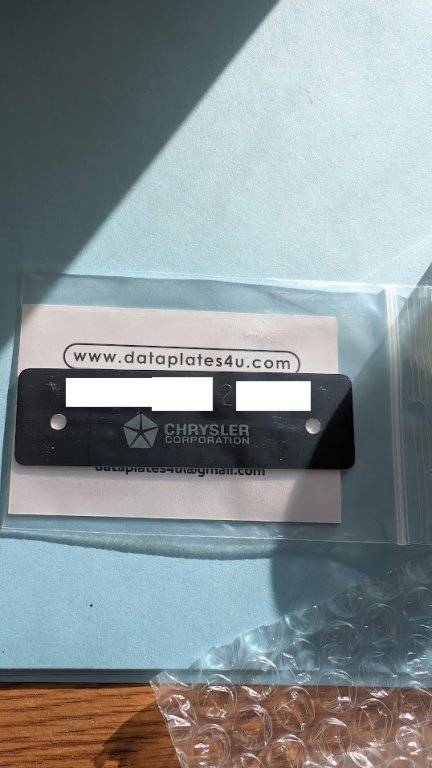 www.dataplates4u.com
2
CHRYSLER
CORPORATION
dataplates4u@gmail.com